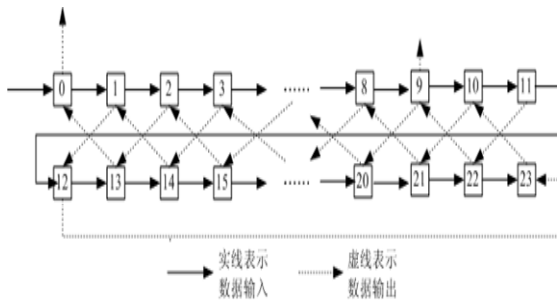 0 1 2 3 ...... 8 9 10 11
12 13 14 15 ...... 20 21 22 23
实线表示 虚线表示
数据输入 数据输出